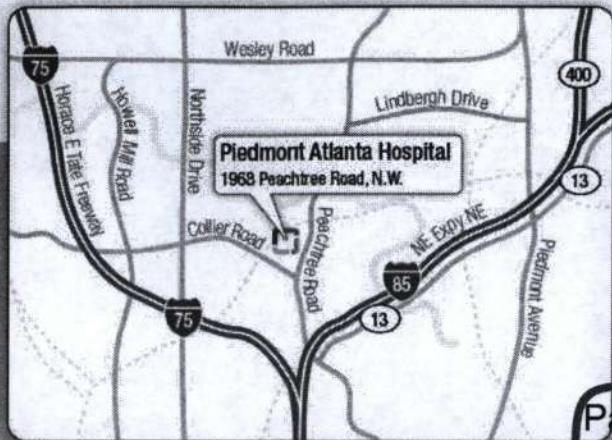 Wesley Road
75
400
Howell Mill Road
Northside Drive
Horace E Tate Freeway
Lindbergh Drive
Piedmont Atlanta Hospital
1968 Peachtree Road, N.W.
13
Collier Road
Peachtree Road
NE Expy NE
Piedmont Avenue
85
75
13
P